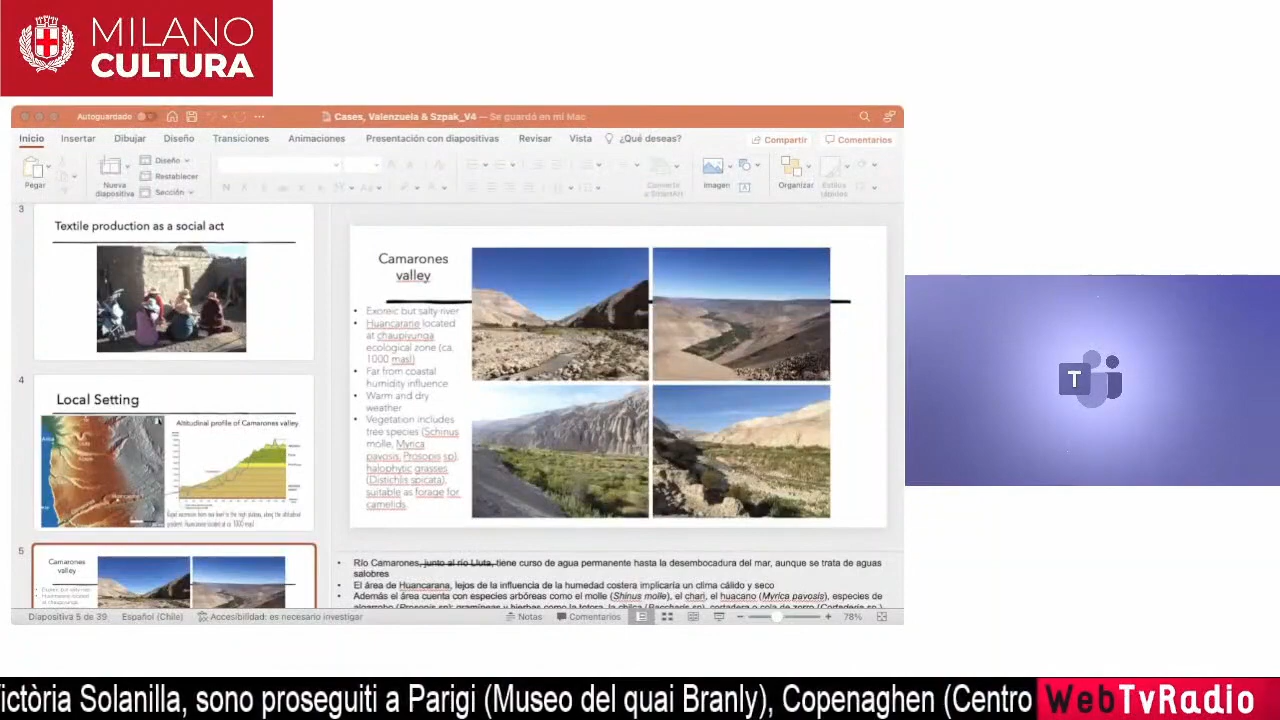 MILANO
CULTURA
Autoguardado
Cases, Valenzuela & Szpak_V4 — Se guardó en mi Mac
Inicio Insertar Dibujar Diseño Transiciones Animaciones Presentación con diapositivas Revisar Vista ¿Qué deseas? Compartir Comentarios
Pegar
Nueva
diapositiva
Diseño
Restablecer
Sección
Convierte
a SmartArt
Imagen
Organizar
Estilos
rápidos
3
Textile production as a social act
4
Local Setting
Altitudinal profile of Camarones valley
5
Camarones
valley
Camarones
valley
• Exoreic but salty river
• Huancarane located
at chaupiyunga
ecological zone (ca.
1000 masl)
• Far from coastal
humidity influence
• Warm and dry
weather
• Vegetation includes
tree species (Schinus
molle, Myrica
pavosis, Prosopis sp),
halophytic grasses
(Distichlis spicata),
suitable as forage for
camelids.
• Río Camarones, junto al río Lluta, tiene curso de agua permanente hasta la desembocadura del mar, aunque se trata de aguas
salobres
• El área de Huancarana, lejos de la influencia de la humedad costera implicaría un clima cálido y seco
• Además el área cuenta con especies arbóreas como el molle (Shinus molle), el chari, el huacano (Myrica pavosis), especies de
Diapositiva 5 de 39 Español (Chile) Accesibilidad: es necesario investigar Notas Comentarios 78%
T
ictòria Solanilla, sono proseguiti a Parigi (Museo del quai Branly), Copenaghen (Centro
WebTvRadio